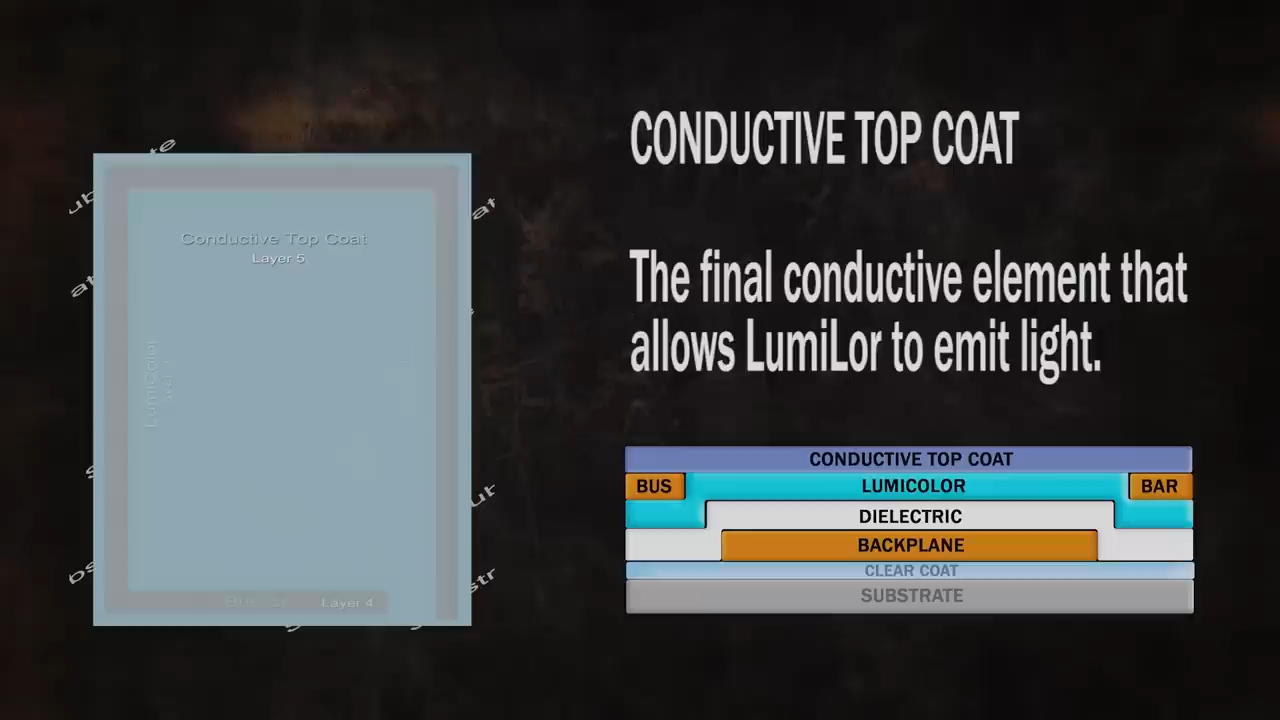 CONDUCTIVE TOP COAT
The final conductive element that
allows LumiLor to emit light.
Conductive Top Coat
Layer 5
LumiColor
Layer 4
CONDUCTIVE TOP COAT
BUS
LUMICOLOR
BAR
DIELECTRIC
BACKPLANE
CLEAR COAT
SUBSTRATE